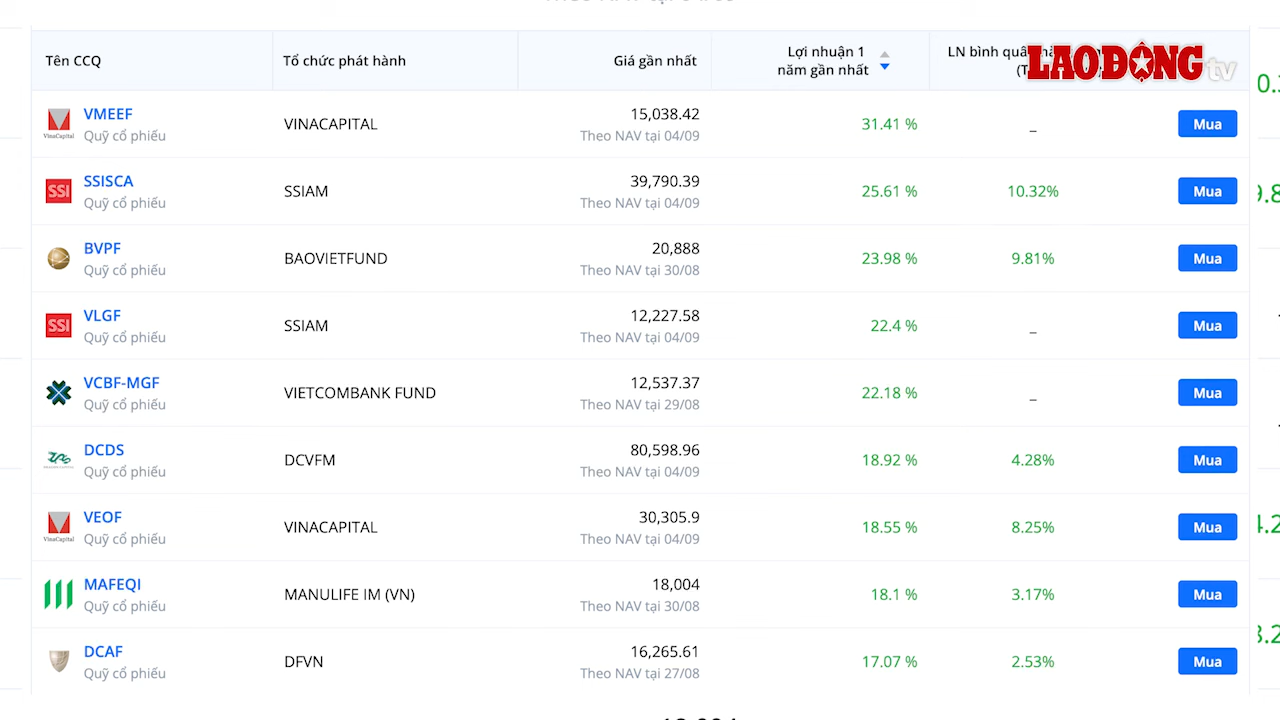 Tên CCQ
Tổ chức phát hành
Giá gần nhất
Lợi nhuận 1
năm gần nhất
LN bình quân
LAO ĐỘNG tv
VMEEF
Quỹ cổ phiếu
VinaCapital
VINACAPITAL
15,038.42
Theo NAV tại 04/09
31.41 %
_
Mua
SSI
SSISCA
Quỹ cổ phiếu
SSIAM
39,790.39
Theo NAV tại 04/09
25.61 %
10.32%
Mua
BVPF
Quỹ cổ phiếu
BAOVIETFUND
20,888
Theo NAV tại 30/08
23.98 %
9.81%
Mua
SSI
VLGF
Quỹ cổ phiếu
SSIAM
12,227.58
Theo NAV tại 04/09
22.4 %
_
Mua
VCBF-MGF
Quỹ cổ phiếu
VIETCOMBANK FUND
12,537.37
Theo NAV tại 29/08
22.18 %
_
Mua
DCDS
Quỹ cổ phiếu
DCVFM
80,598.96
Theo NAV tại 04/09
18.92 %
4.28%
Mua
VEOF
Quỹ cổ phiếu
VinaCapital
VINACAPITAL
30,305.9
Theo NAV tại 04/09
18.55 %
8.25%
Mua
MAFEQI
Quỹ cổ phiếu
MANULIFE IM (VN)
18,004
Theo NAV tại 30/08
18.1 %
3.17%
Mua
DCAF
Quỹ cổ phiếu
DFVN
16,265.61
Theo NAV tại 27/08
17.07 %
2.53%
Mua